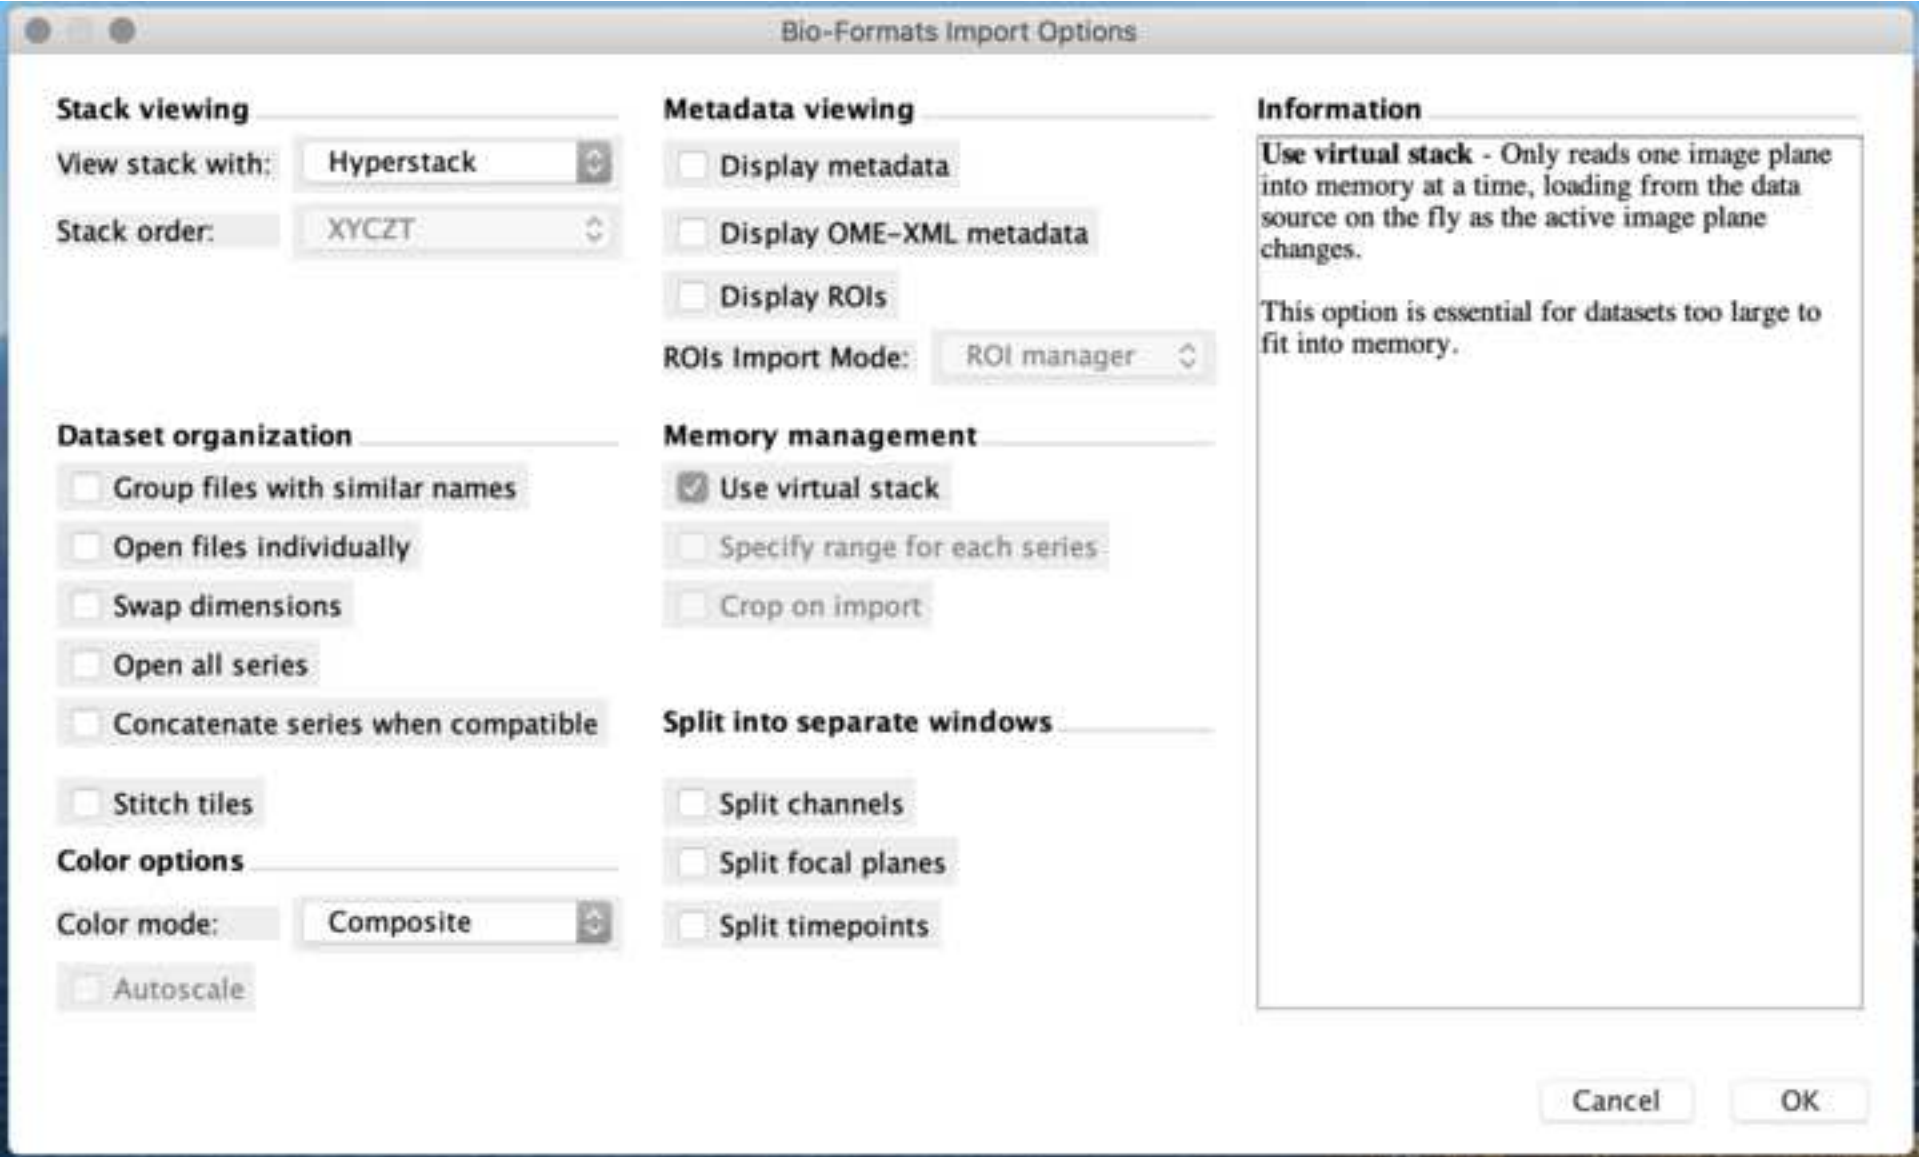 Bio-Formats Import Options
Stack viewing
View stack with: Hyperstack
Stack order: XYCZT
Metadata viewing
Display metadata
Display OME-XML metadata
Display ROIs
ROIs Import Mode: ROI manager
Information
Use virtual stack - Only reads one image plane
into memory at a time, loading from the data
source on the fly as the active image plane
changes.
This option is essential for datasets too large to
fit into memory.
Dataset organization
Group files with similar names
Open files individually
Swap dimensions
Open all series
Concatenate series when compatible
Stitch tiles
Memory management
Use virtual stack
Specify range for each series
Crop on import
Split into separate windows
Split channels
Split focal planes
Split timepoints
Color options
Color mode: Composite
Autoscale
Cancel
OK